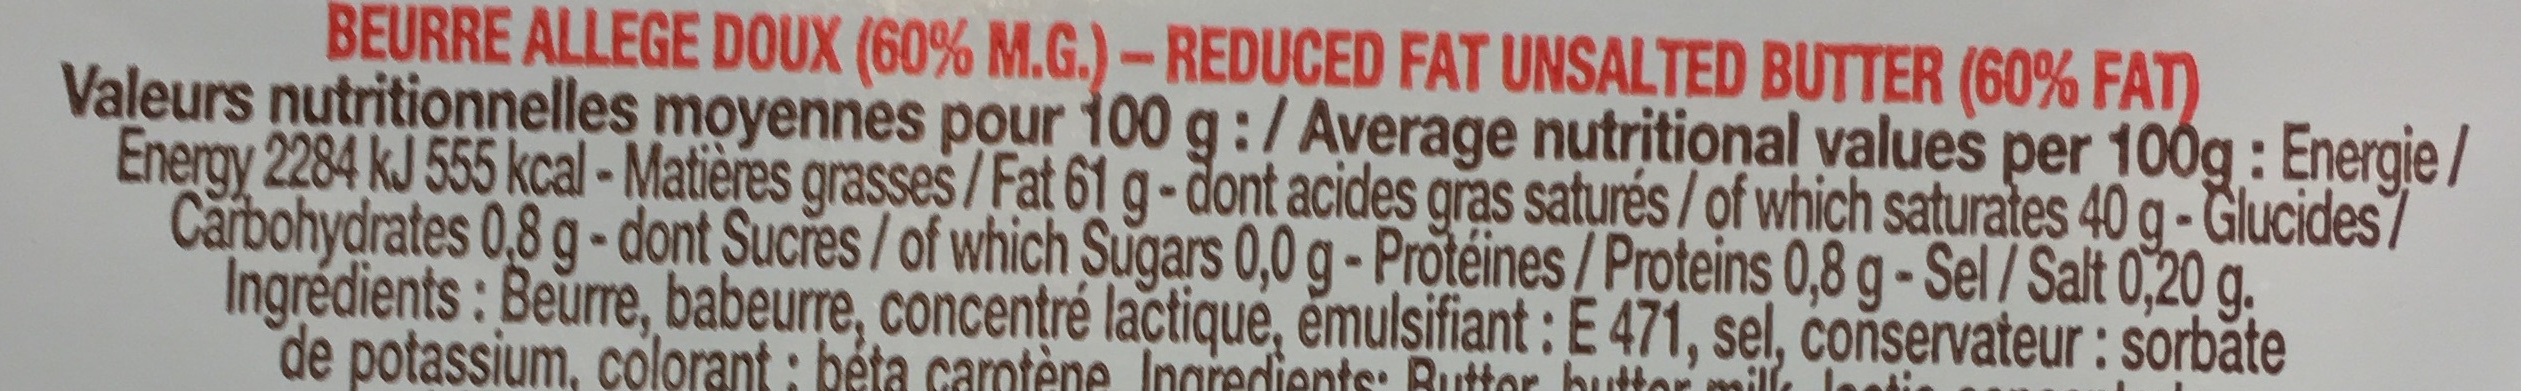 BEURRE ALLEGE DOUX (60% M.G.) – REDUCED FAT UNSALTED BUTTER (60% FAT)
Valeurs nutritionnelles moyennes pour 100 g : / Average nutritional values per 100g : Energie /
Energy 2284 kJ 555 kcal - Matières grasses / Fat 61 g - dont acides gras saturés / of which saturates 40 g - Glucides /
Carbohydrates 0,8 g - dont Sucres / of which Sugars 0,0 g - Protéines / Proteins 0,8 g - Sel / Salt 0,20 g.
Ingrédients : Beurre, babeurre, concentré lactique, émulsifiant : E 471, sel, conservateur : sorbate
de potassium, colorant : béta carotène. Ingredients: Butter, butter milk, lactic